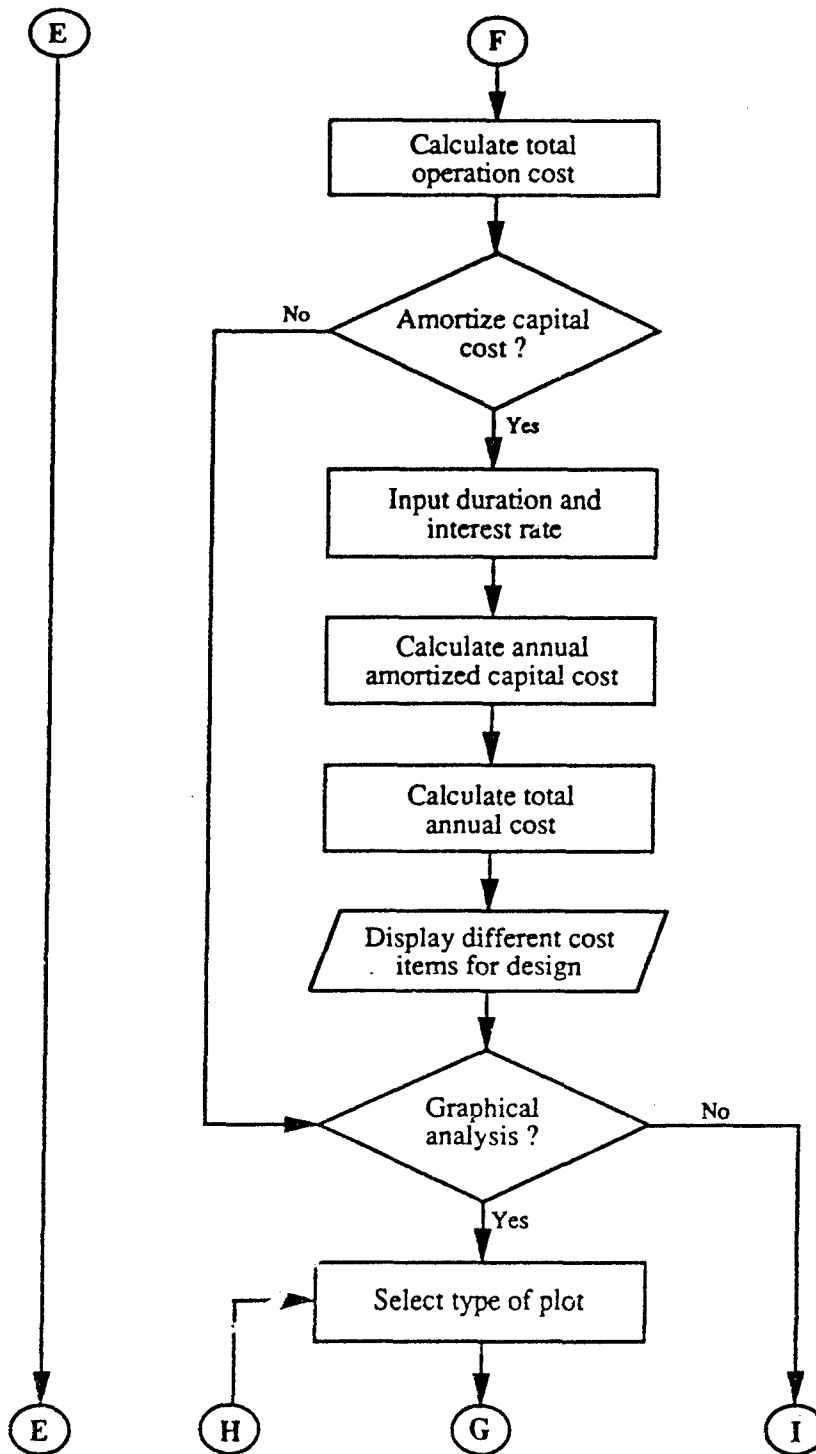 E
F
Calculate total
operation cost
Amortize capital
cost ?
No
Yes
Input duration and
interest rate
Calculate annual
amortized capital cost
Calculate total
annual cost
Display different cost
items for design
Graphical
analysis ?
No
Yes
Select type of plot
E
H
G
I